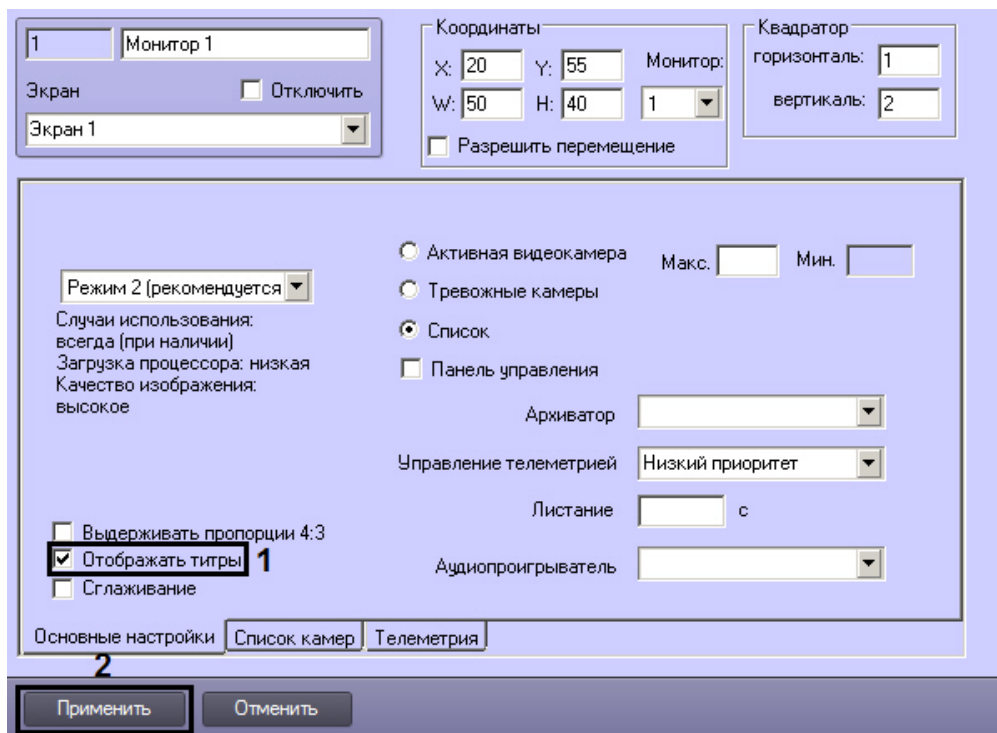 1 Монитор 1
Экран Отключить
Экран 1
Координаты
X: 20 Y: 55 Монитор:
W: 50 H: 40 1
Разрешить перемещение
Квадратор
горизонталь: 1
вертикаль: 2
Режим 2 (рекомендуется
Случаи использования:
всегда (при наличии)
Загрузка процессора: низкая
Качество изображения:
высокое
Активная видеокамера Макс. Мин.
Тревожные камеры
Список
Панель управления
Архиватор
Управление телеметрией Низкий приоритет
Листание с
Аудиопроигрыватель
Выдерживать пропорции 4:3
Отображать титры 1
Сглаживание
Основные настройки Список камер Телеметрия
2
Применить Отменить